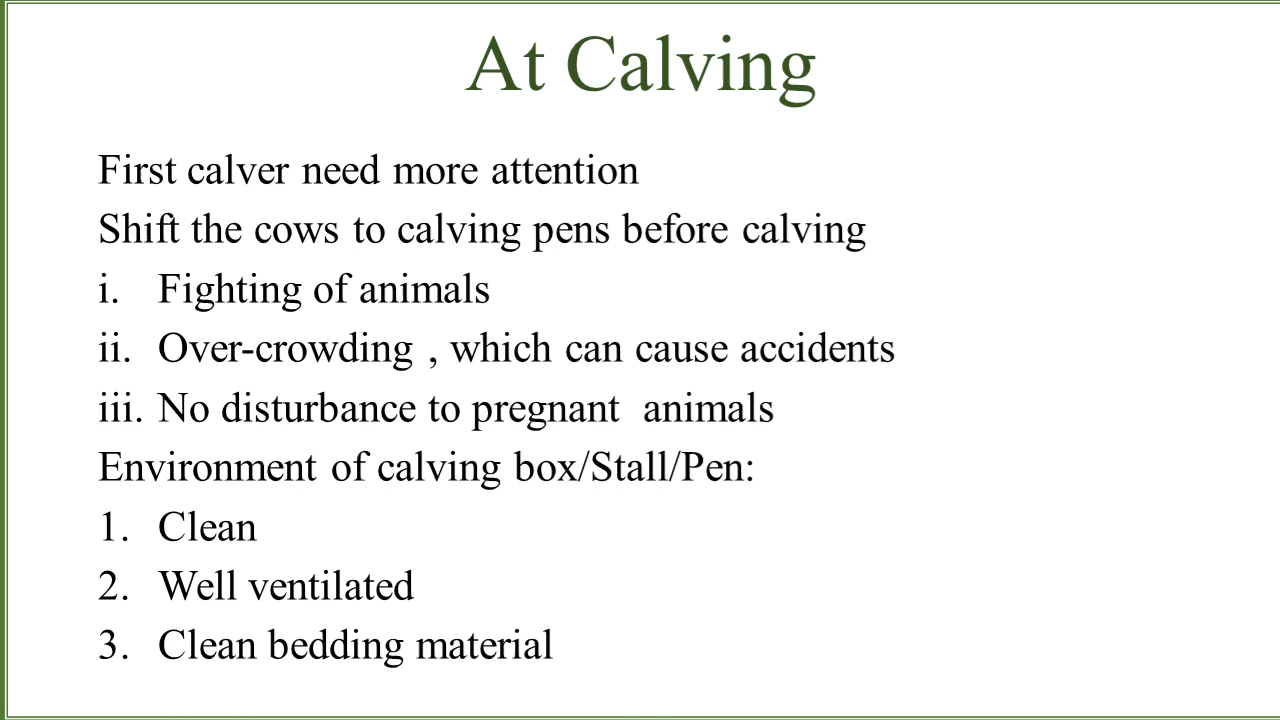 At Calving
First calver need more attention
Shift the cows to calving pens before calving
i. Fighting of animals
ii. Over-crowding , which can cause accidents
iii. No disturbance to pregnant  animals
Environment of calving box/Stall/Pen:
1. Clean
2. Well ventilated
3. Clean bedding material